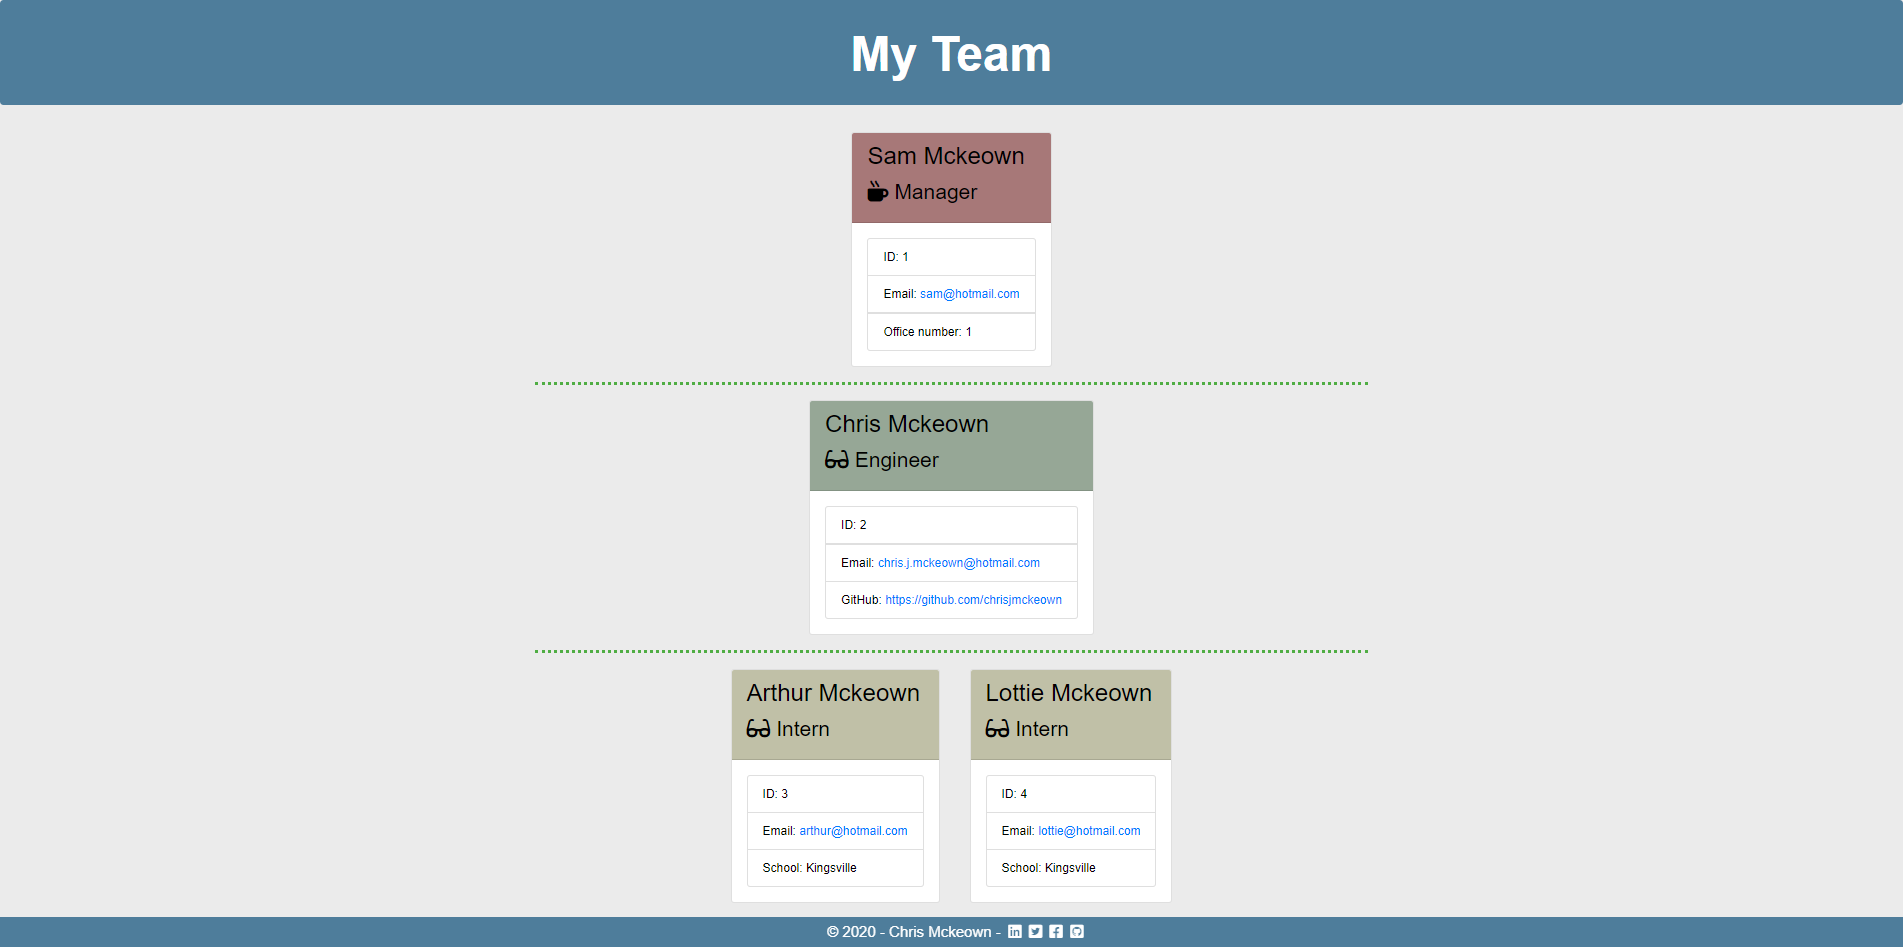 My Team
Sam Mckeown
Manager
ID: 1
Email: sam@hotmail.com
Office number: 1
Chris Mckeown
Engineer
ID: 2
Email: chris.j.mckeown@hotmail.com
GitHub: https://github.com/chrisjmckeown
Arthur Mckeown
Intern
ID: 3
Email: arthur@hotmail.com
School: Kingsville
Lottie Mckeown
Intern
ID: 4
Email: lottie@hotmail.com
School: Kingsville
© 2020 - Chris Mckeown -